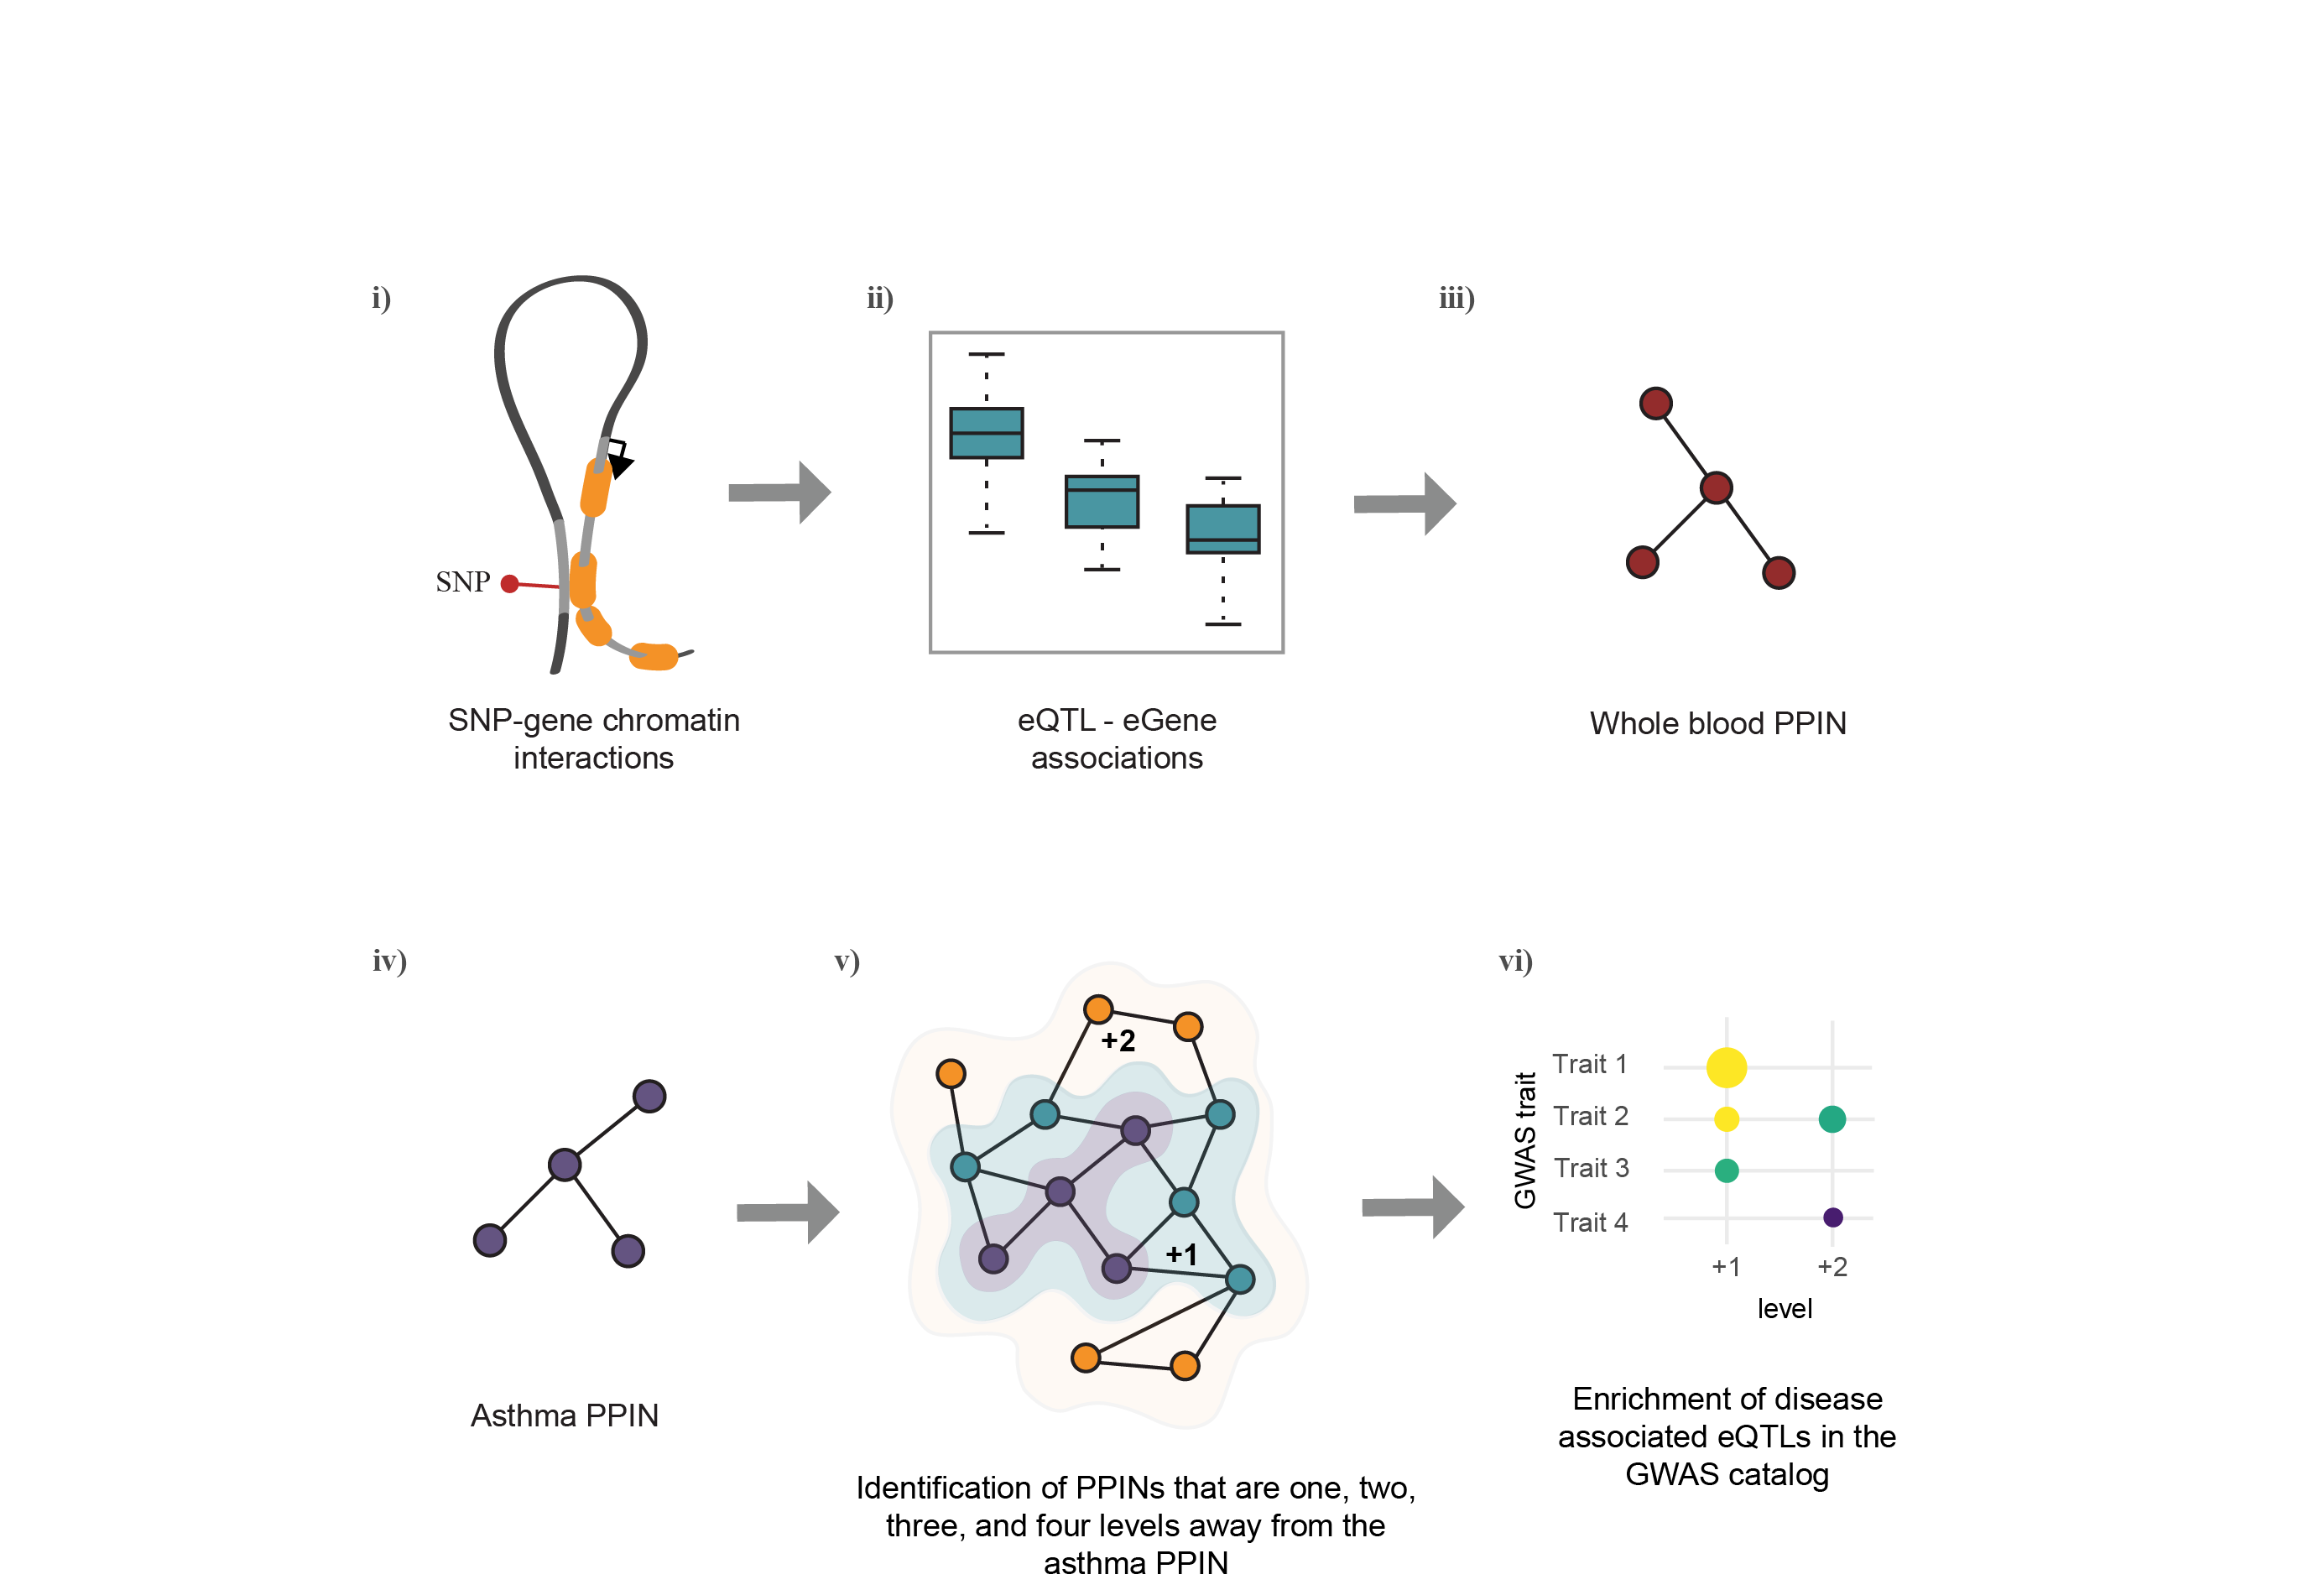 i)
ii)
iii)
SNP
SNP-gene chromatin
interactions
eQTL - eGene
associations
Whole blood PPIN
iv)
v)
vi)
+2
+1
Asthma PPIN
Identification of PPINs that are one, two,
three, and four levels away from the
asthma PPIN
GWAS trait
Trait 1
Trait 2
Trait 3
Trait 4
+1 +2
level
Enrichment of disease
associated eQTLs in the
GWAS catalog